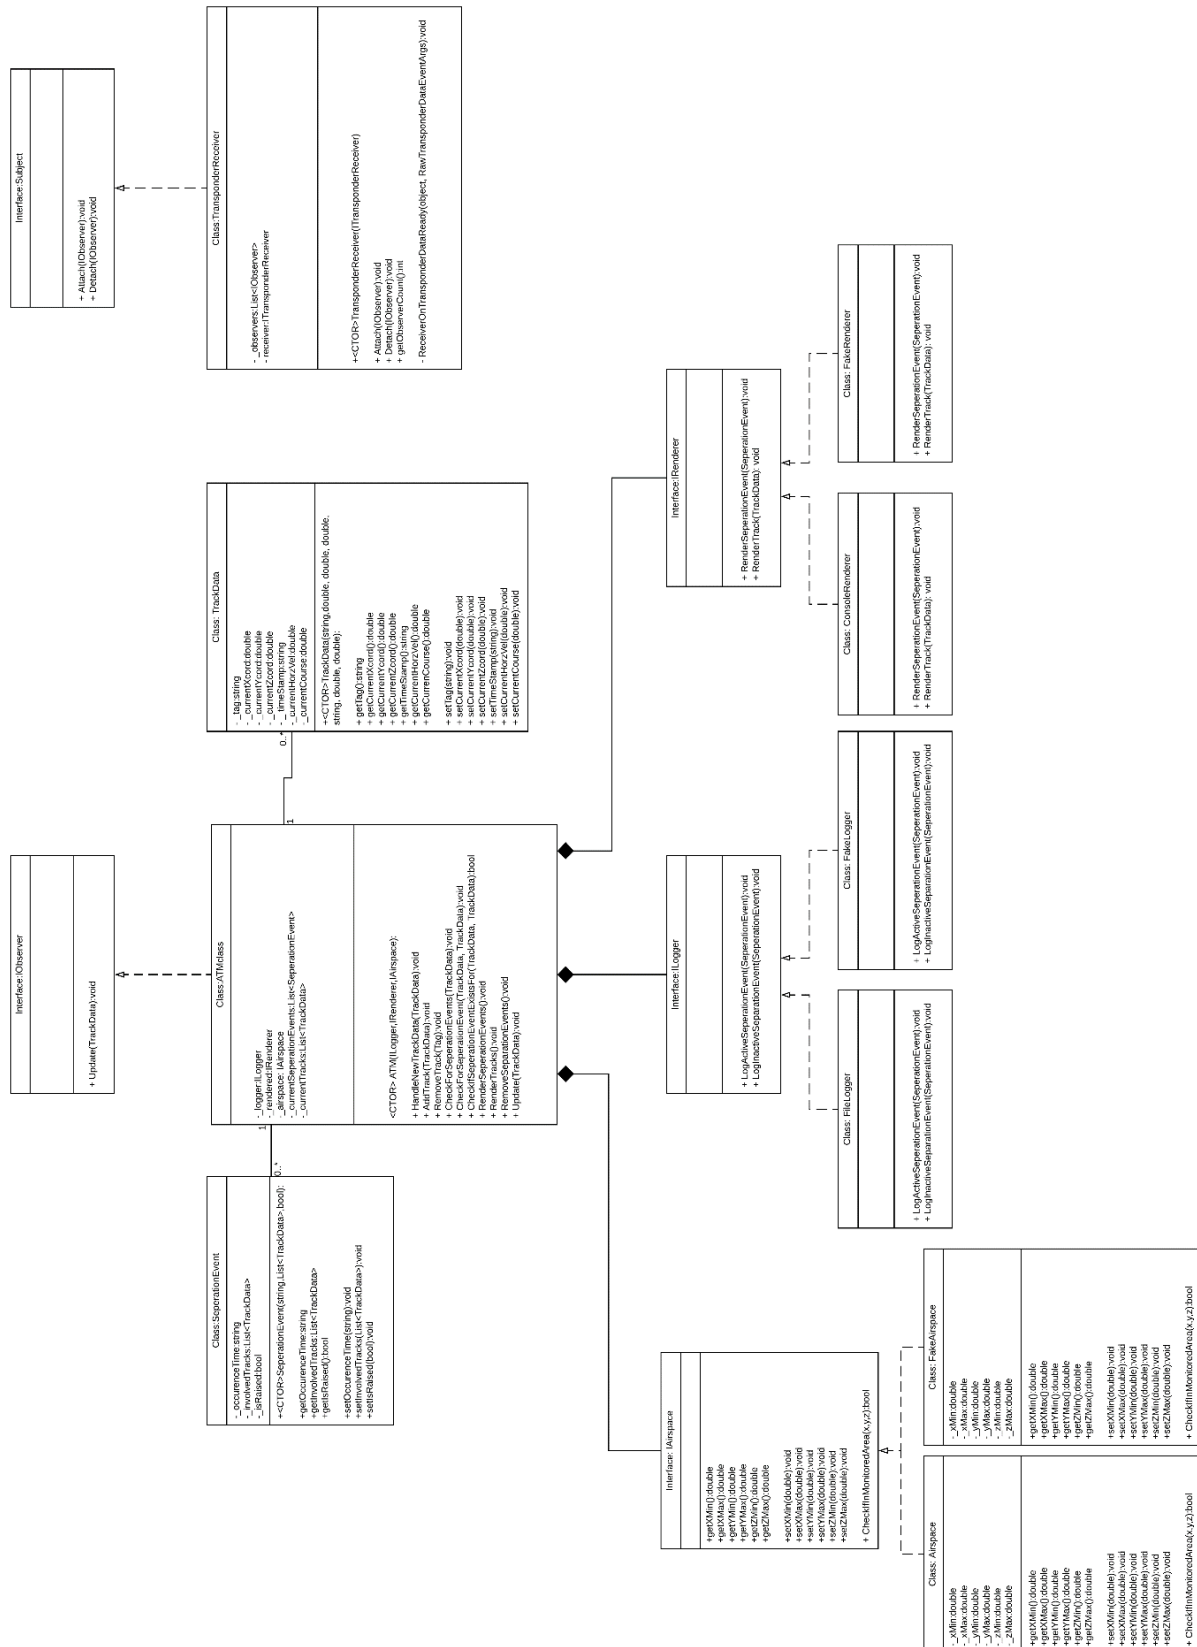 Interface:Subject
+ Attach(IObserver):void
+ Detach(IObserver):void
Class:TransponderReceiver
- _observers:List<IObserver>
- receiver:ITransponderReceiver
+<CTOR>TransponderReceiver(ITransponderReceiver)
+ Attach(IObserver):void
+ Detach(IObserver):void
+ getObserverCount():int
- ReceiverOnTransponderDataReady(object, RawTransponderDataEventArgs):void
Interface:IObserver
+ Update(TrackData):void
Class:ATMclass
-_logger:ILogger
-_rendered:IRenderer
-_airspace: IAirspace
-_currentSeperationEvents:List<SeperationEvent>
-_currentTracks:List<TrackData>
<CTOR> ATM(ILogger,IRenderer,IAirspace):
+ HandleNewTrackData(TrackData):void
+ AddTrack(TrackData):void
+ RemoveTrack(Tag):void
+ CheckForSeperationEvents(TrackData):void
+ CheckForSeperationEvent(TrackData, TrackData):void
+ CheckIfSeperationEventExistsFor(TrackData, TrackData):bool
+ RenderSeperationEvents():void
+ RenderTracks():void
+ RemoveSeparationEvents():void
+ Update(TrackData):void
1
0..*
1
0..*
Class: TrackData
-_tag:string
-_currentXcord:double
-_currentYcord:double
-_currentZcord:double
-_timeStamp:string
-_currentHorzVel:double
-_currentCourse:double
+<CTOR>TrackData(string,double, double, double,
string, double, double):
+ getTag():string
+ getCurrentXcord():double
+ getCurrentYcord():double
+ getCurrentZcord():double
+ getTimeStamp():string
+ getCurrentHorzVel():double
+ getCurrenCourse():double
+ setTag(string):void
+ setCurrentXcord(double):void
+ setCurrentYcord(double):void
+ setCurrentZcord(double):void
+ setTimeStamp(string):void
+ setCurrentHorzVel(double):void
+ setCurrentCourse(double):void
Class:SeperationEvent
-_occurenceTime:string
-_involvedTracks:List<TrackData>
-_isRaised:bool
+<CTOR>SeperationEvent(string,List<TrackData>,bool):
+getOccurenceTime:string
+getInvolvedTracks:List<TrackData>
+getIsRaised():bool
+setOccurenceTime(string):void
+setInvolvedTracks(List<TrackData>):void
+setIsRaised(bool):void
Interface:IRenderer
+ RenderSeperationEvent(SeperationEvent):void
+ RenderTrack(TrackData): void
Class: FakeRenderer
+ RenderSeperationEvent(SeperationEvent):void
+ RenderTrack(TrackData): void
Class: ConsoleRenderer
+ RenderSeperationEvent(SeperationEvent):void
+ RenderTrack(TrackData): void
Interface:ILogger
+ LogActiveSeperationEvent(SeperationEvent):void
+ LogInactiveSeparationEvent(SeperationEvent):void
Class: FakeLogger
+ LogActiveSeperationEvent(SeperationEvent):void
+ LogInactiveSeparationEvent(SeperationEvent):void
Class: FileLogger
+ LogActiveSeperationEvent(SeperationEvent):void
+ LogInactiveSeparationEvent(SeperationEvent):void
Interface: IAirspace
+getXMin():double
+getXMax():double
+getYMin():double
+getYMax():double
+getZMin():double
+getZMax():double
+setXMin(double):void
+setXMax(double):void
+setYMin(double):void
+setYMax(double):void
+setZMin(double):void
+setZMax(double):void
+ CheckIfInMonitoredArea(x,y,z):bool
Class: FakeAirspace
-_xMin:double
-_xMax:double
-_yMin:double
-_yMax:double
-_zMin:double
-_zMax:double
+getXMin():double
+getXMax():double
+getYMin():double
+getYMax():double
+getZMin():double
+getZMax():double
+setXMin(double):void
+setXMax(double):void
+setYMin(double):void
+setYMax(double):void
+setZMin(double):void
+setZMax(double):void
+ CheckIfInMonitoredArea(x,y,z):bool
Class: Airspace
-_xMin:double
-_xMax:double
-_yMin:double
-_yMax:double
-_zMin:double
-_zMax:double
+getXMin():double
+getXMax():double
+getYMin():double
+getYMax():double
+getZMin():double
+getZMax():double
+setXMin(double):void
+setXMax(double):void
+setYMin(double):void
+setYMax(double):void
+setZMin(double):void
+setZMax(double):void
+ CheckIfInMonitoredArea(x,y,z):bool